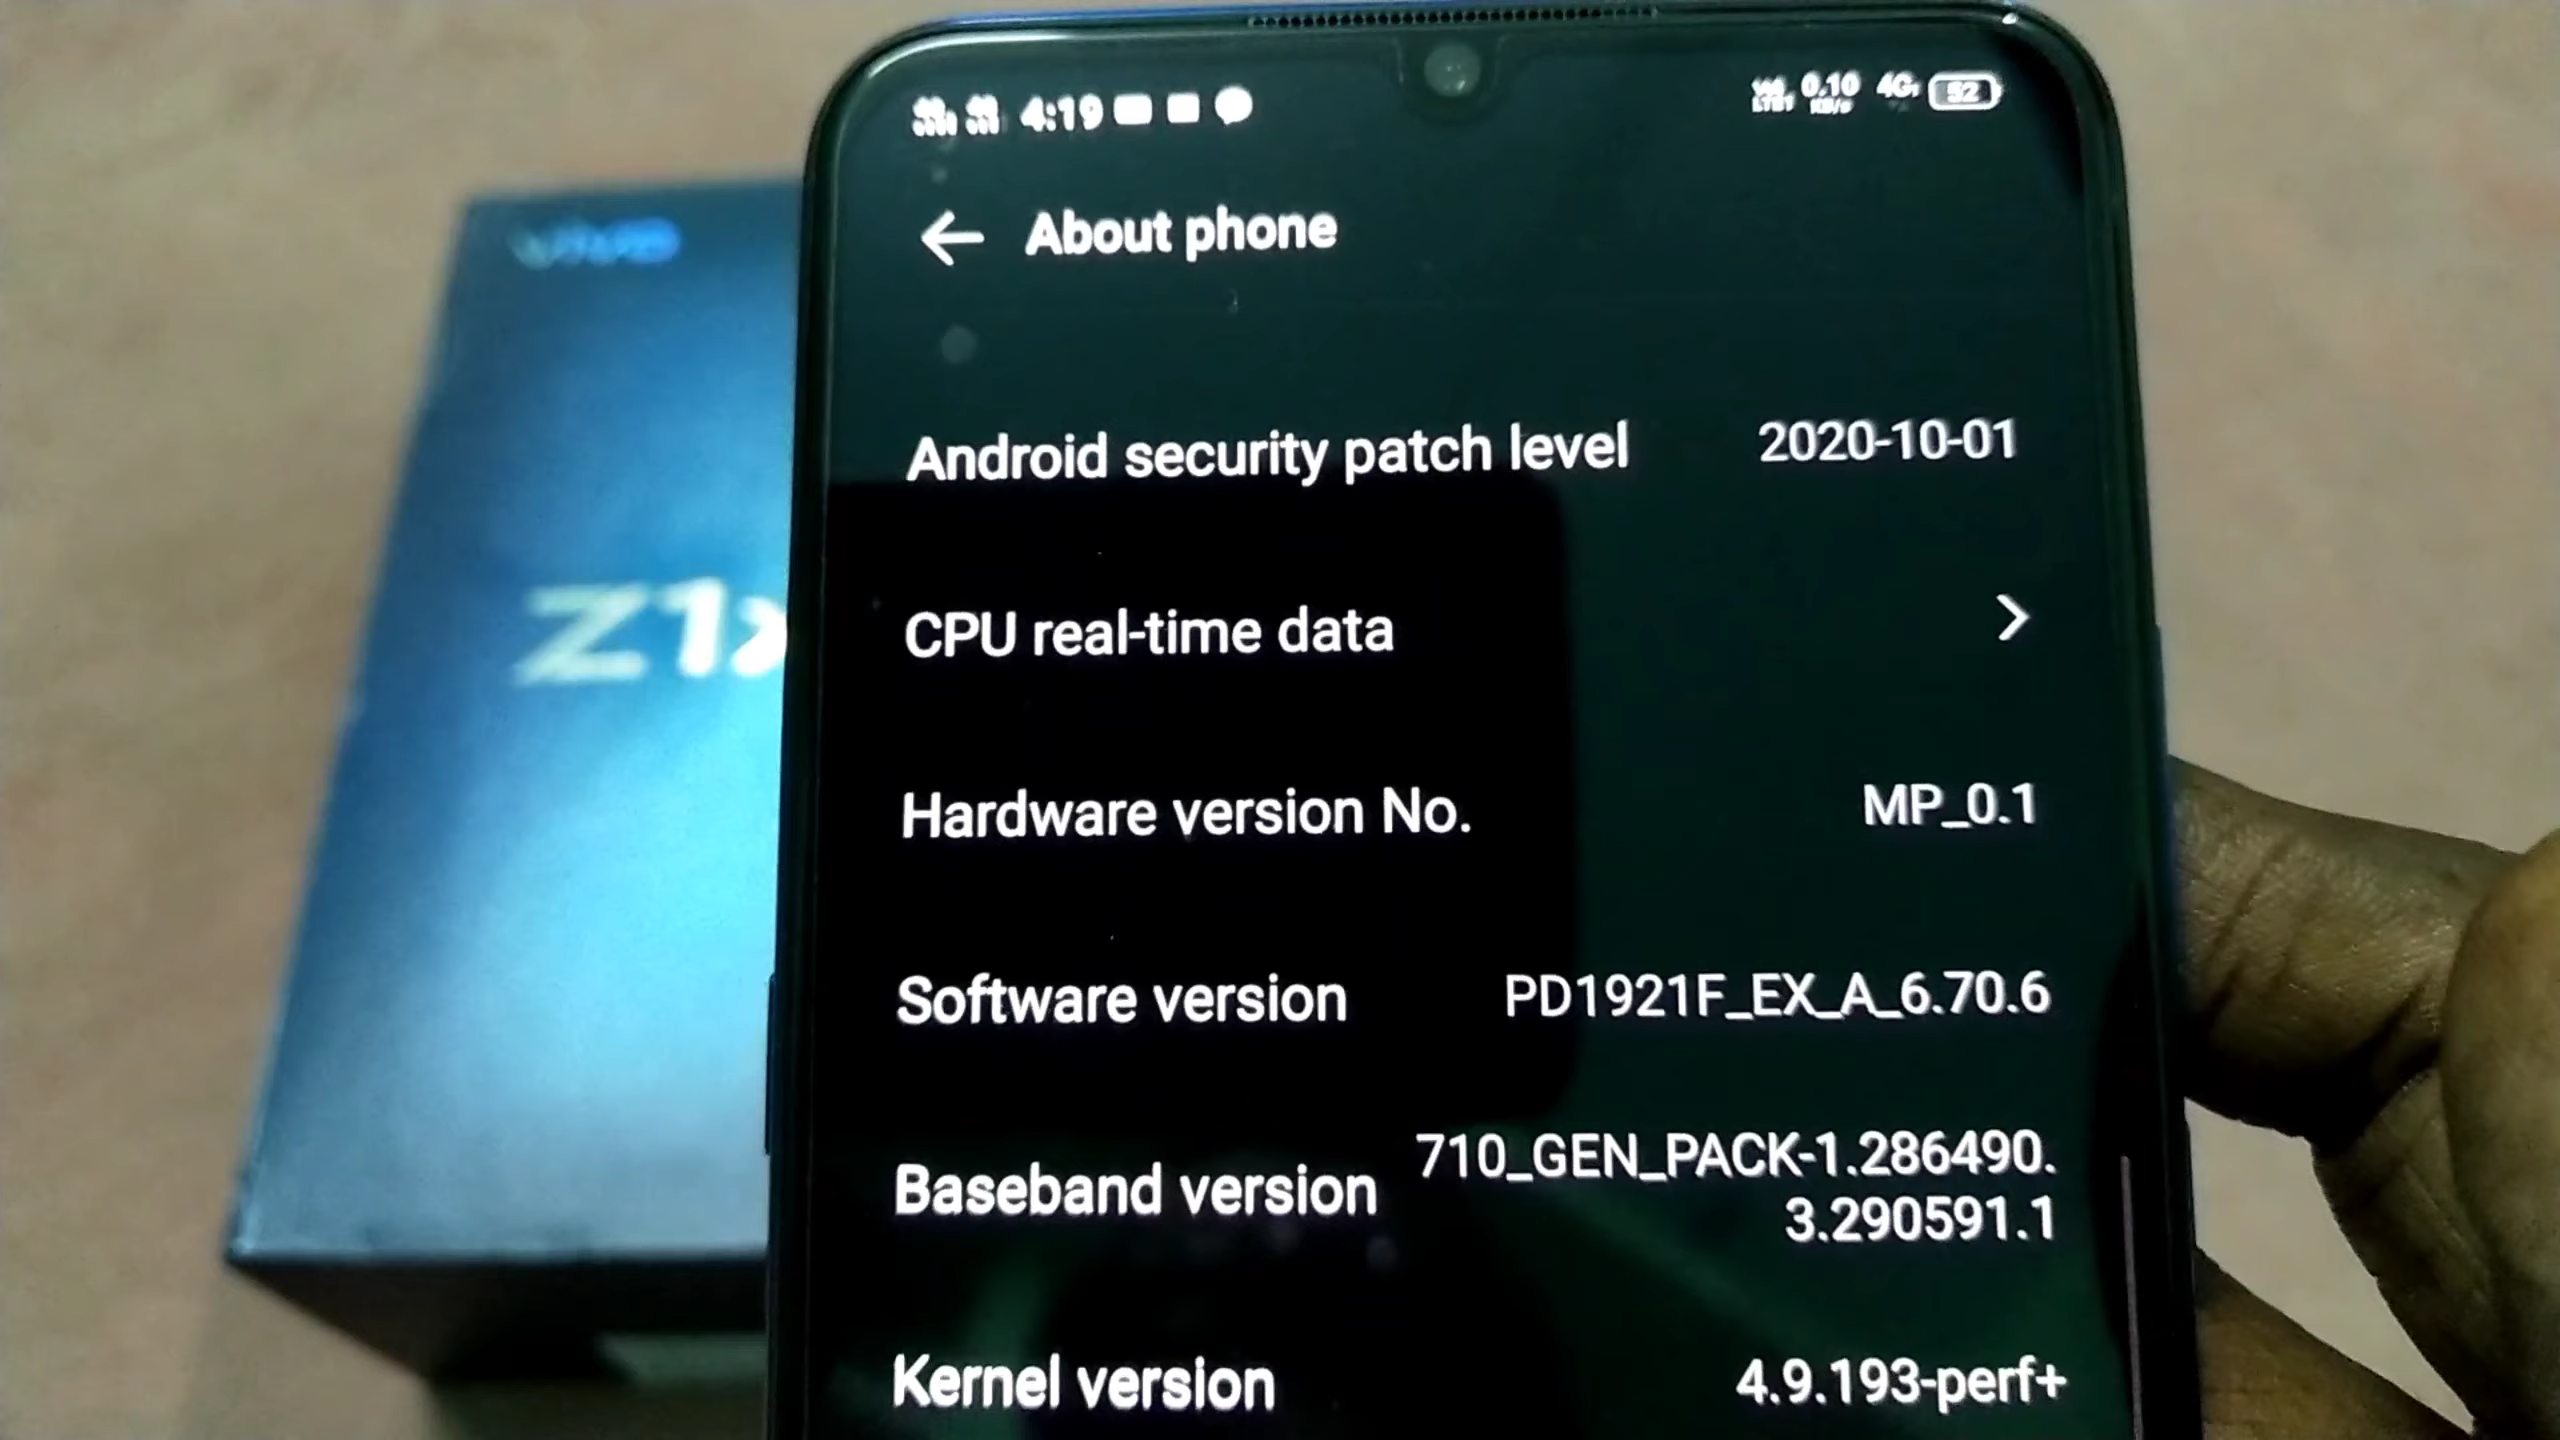 4:19
0.10
KB/s
4G
52
vivo
About phone
Android security patch level 2020-10-01
Z1x
CPU real-time data
Hardware version No. MP_0.1
Software version PD1921F_EX_A_6.70.6
Baseband version 710_GEN_PACK-1.286490.
3.290591.1
Kernel version 4.9.193-perf+